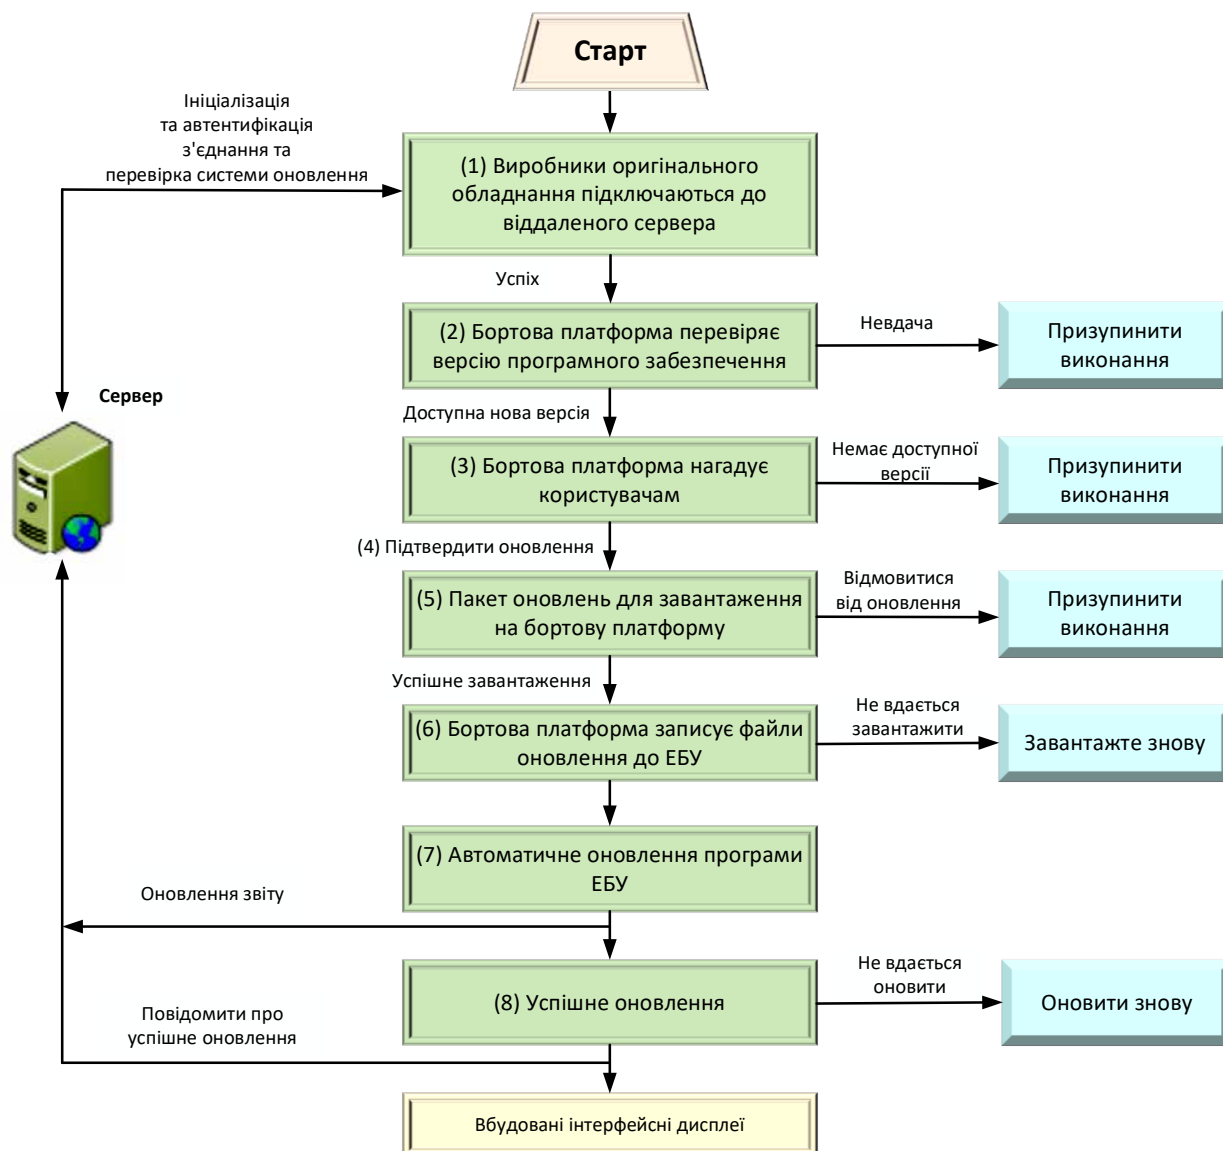 Старт
Ініціалізація
та автентифікація
з'єднання та
перевірка системи оновлення
(1) Виробники оригінального
обладнання підключаються до
віддаленого сервера
Успіх
(2) Бортова платформа перевіряє
версію програмного забезпечення
Невдача
Призупинити
виконання
Сервер
Доступна нова версія
(3) Бортова платформа нагадує
користувачам
Немає доступної
версії
Призупинити
виконання
(4) Підтвердити оновлення
(5) Пакет оновлень для завантаження
на бортову платформу
Відмовитися
від оновлення
Призупинити
виконання
Успішне завантаження
(6) Бортова платформа записує файли
оновлення до ЕБУ
Не вдається
завантажити
Завантажте знову
(7) Автоматичне оновлення програми
ЕБУ
Оновлення звіту
(8) Успішне оновлення
Не вдається
оновити
Оновити знову
Повідомити про
успішне оновлення
Вбудовані інтерфейсні дисплеї